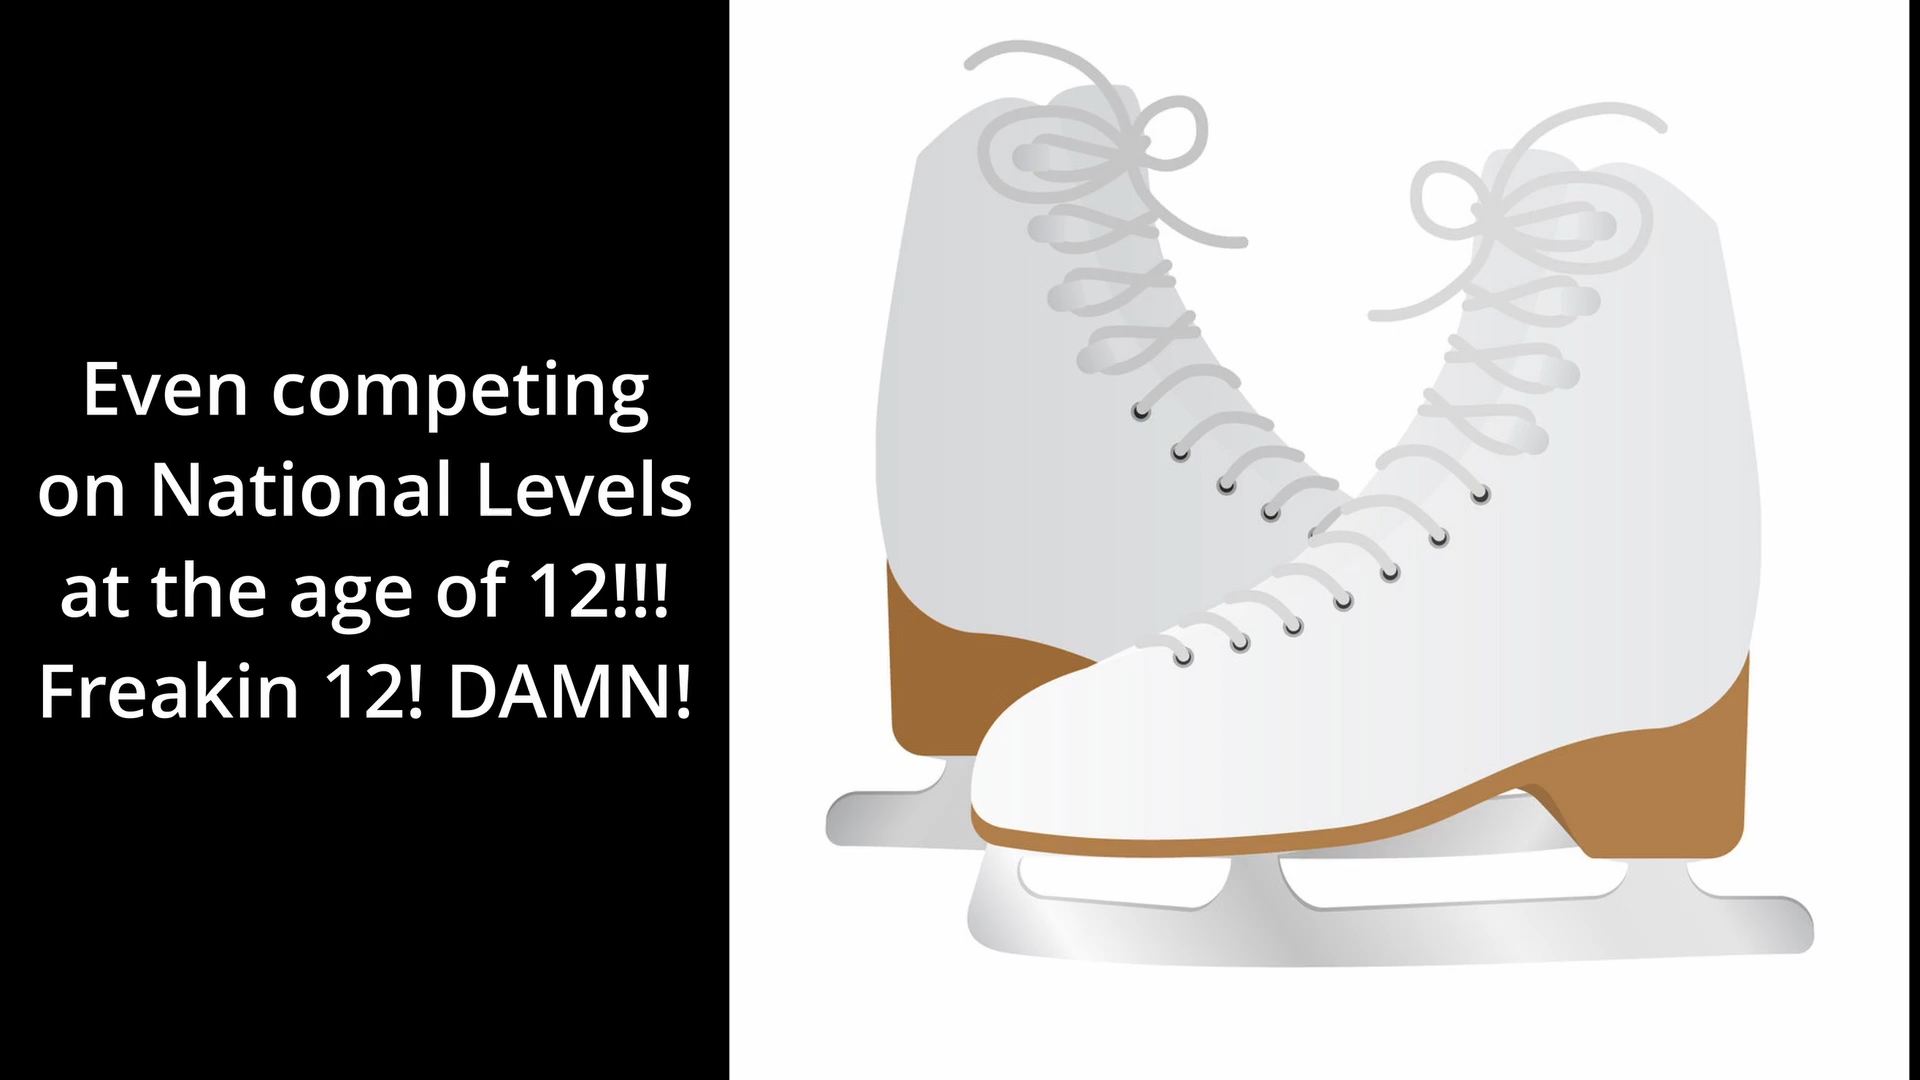 Even competing
on National Levels
at the age of 12!!!
Freakin 12! DAMN!